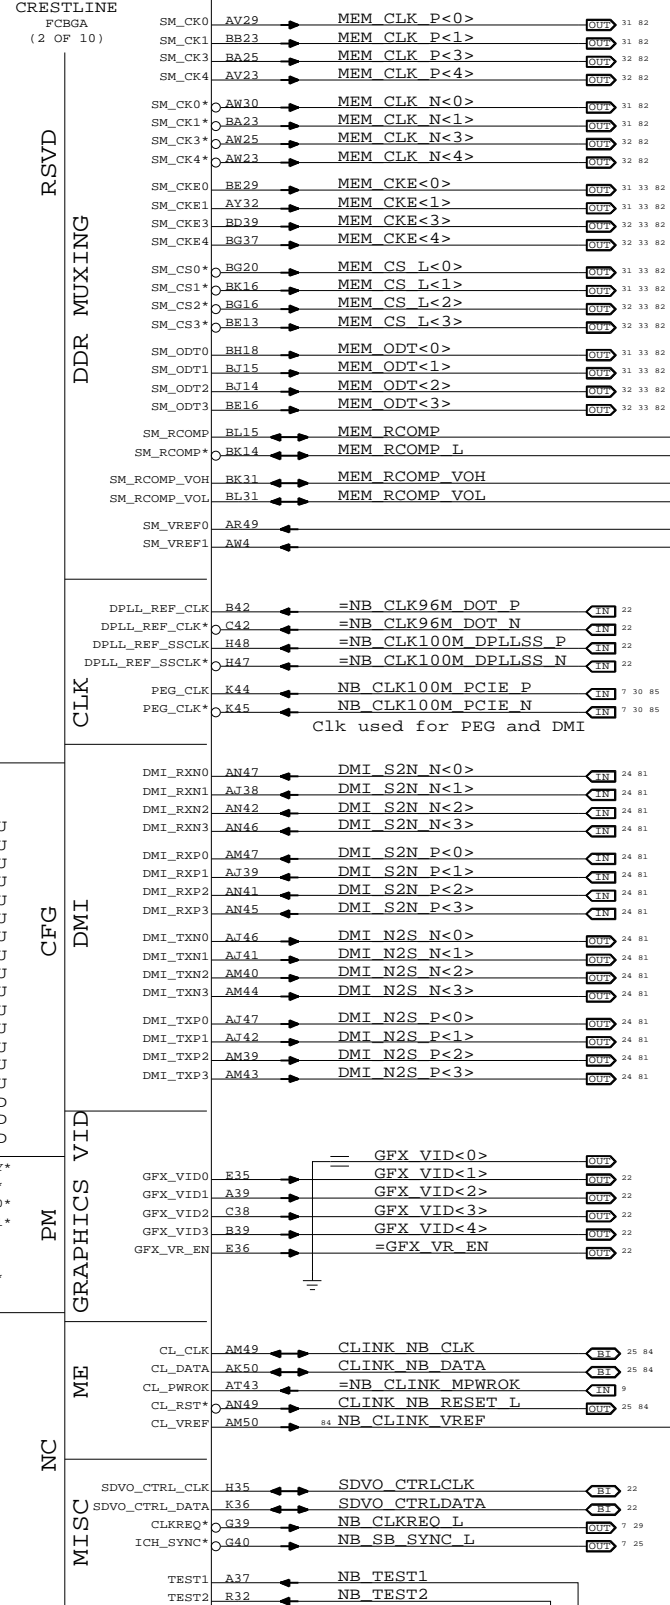 CRESTLINE
FCBGA
(2 OF 10)
RSVD
DDR MUXING
SM_CK0 AV29 MEM_CLK_P<0> OUT 31 82
SM_CK1 BB23 MEM_CLK_P<1> OUT 31 82
SM_CK3 BA25 MEM_CLK_P<3> OUT 32 82
SM_CK4 AV23 MEM_CLK_P<4> OUT 32 82
SM_CK0* AW30 MEM_CLK_N<0> OUT 31 82
SM_CK1* BA23 MEM_CLK_N<1> OUT 31 82
SM_CK3* AW25 MEM_CLK_N<3> OUT 32 82
SM_CK4* AW23 MEM_CLK_N<4> OUT 32 82
SM_CKE0 BE29 MEM_CKE<0> OUT 31 33 82
SM_CKE1 AY32 MEM_CKE<1> OUT 31 33 82
SM_CKE3 BD39 MEM_CKE<3> OUT 32 33 82
SM_CKE4 BG37 MEM_CKE<4> OUT 32 33 82
SM_CS0* BG20 MEM_CS_L<0> OUT 31 33 82
SM_CS1* BK16 MEM_CS_L<1> OUT 31 33 82
SM_CS2* BG16 MEM_CS_L<2> OUT 32 33 82
SM_CS3* BE13 MEM_CS_L<3> OUT 32 33 82
SM_ODT0 BH18 MEM_ODT<0> OUT 31 33 82
SM_ODT1 BJ15 MEM_ODT<1> OUT 31 33 82
SM_ODT2 BJ14 MEM_ODT<2> OUT 32 33 82
SM_ODT3 BE16 MEM_ODT<3> OUT 32 33 82
SM_RCOMP BL15 MEM_RCOMP
SM_RCOMP* BK14 MEM_RCOMP_L
SM_RCOMP_VOH BK31 MEM_RCOMP_VOH
SM_RCOMP_VOL BL31 MEM_RCOMP_VOL
SM_VREF0 AR49
SM_VREF1 AW4
CLK
DPLL_REF_CLK B42 =NB_CLK96M_DOT_P IN 22
DPLL_REF_CLK* C42 =NB_CLK96M_DOT_N IN 22
DPLL_REF_SSCLK H48 =NB_CLK100M_DPLLSS_P IN 22
DPLL_REF_SSCLK* H47 =NB_CLK100M_DPLLSS_N IN 22
PEG_CLK K44 NB_CLK100M_PCIE_P IN 7 30 85
PEG_CLK* K45 NB_CLK100M_PCIE_N IN 7 30 85
Clk used for PEG and DMI
CFG
DMI
DMI_RXN0 AN47 DMI_S2N_N<0> IN 24 81
DMI_RXN1 AJ38 DMI_S2N_N<1> IN 24 81
DMI_RXN2 AN42 DMI_S2N_N<2> IN 24 81
DMI_RXN3 AN46 DMI_S2N_N<3> IN 24 81
DMI_RXP0 AM47 DMI_S2N_P<0> IN 24 81
DMI_RXP1 AJ39 DMI_S2N_P<1> IN 24 81
DMI_RXP2 AN41 DMI_S2N_P<2> IN 24 81
DMI_RXP3 AN45 DMI_S2N_P<3> IN 24 81
DMI_TXN0 AJ46 DMI_N2S_N<0> OUT 24 81
DMI_TXN1 AJ41 DMI_N2S_N<1> OUT 24 81
DMI_TXN2 AM40 DMI_N2S_N<2> OUT 24 81
DMI_TXN3 AM44 DMI_N2S_N<3> OUT 24 81
DMI_TXP0 AJ47 DMI_N2S_P<0> OUT 24 81
DMI_TXP1 AJ42 DMI_N2S_P<1> OUT 24 81
DMI_TXP2 AM39 DMI_N2S_P<2> OUT 24 81
DMI_TXP3 AM43 DMI_N2S_P<3> OUT 24 81
PM
GRAPHICS VID
GFX_VID<0> OUT
GFX_VID0 E35 GFX_VID<1> OUT 22
GFX_VID1 A39 GFX_VID<2> OUT 22
GFX_VID2 C38 GFX_VID<3> OUT 22
GFX_VID3 B39 GFX_VID<4> OUT 22
GFX_VR_EN E36 =GFX_VR_EN OUT 22
NC
ME
CL_CLK AM49 CLINK_NB_CLK BI 25 84
CL_DATA AK50 CLINK_NB_DATA BI 25 84
CL_PWROK AT43 =NB_CLINK_MPWROK IN 9
CL_RST* AN49 CLINK_NB_RESET_L OUT 25 84
CL_VREF AM50 84 NB_CLINK_VREF
MISC
SDVO_CTRL_CLK H35 SDVO_CTRLCLK BI 22
SDVO_CTRL_DATA K36 SDVO_CTRLDATA BI 22
CLKREQ* G39 NB_CLKREQ_L OUT 7 29
ICH_SYNC* G40 NB_SB_SYNC_L OUT 7 25
TEST1 A37 NB_TEST1
TEST2 R32 NB_TEST2